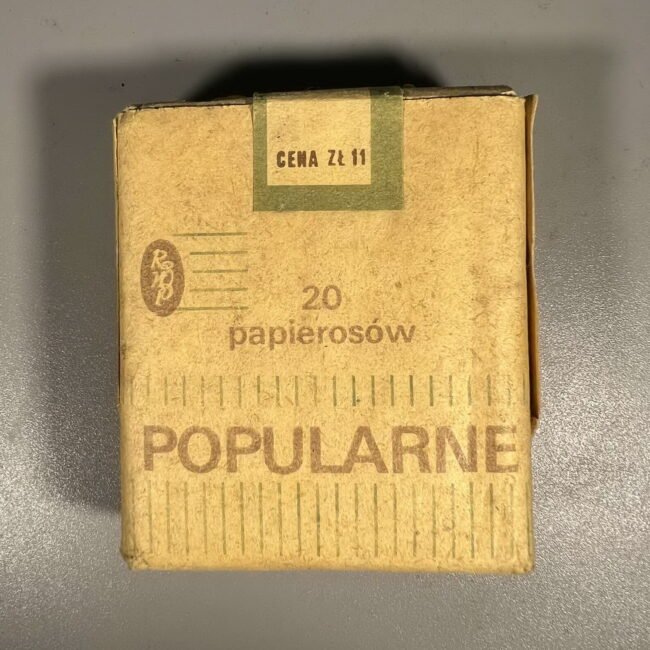 CENA ZŁ 11
20
papierosów
POPULARNE